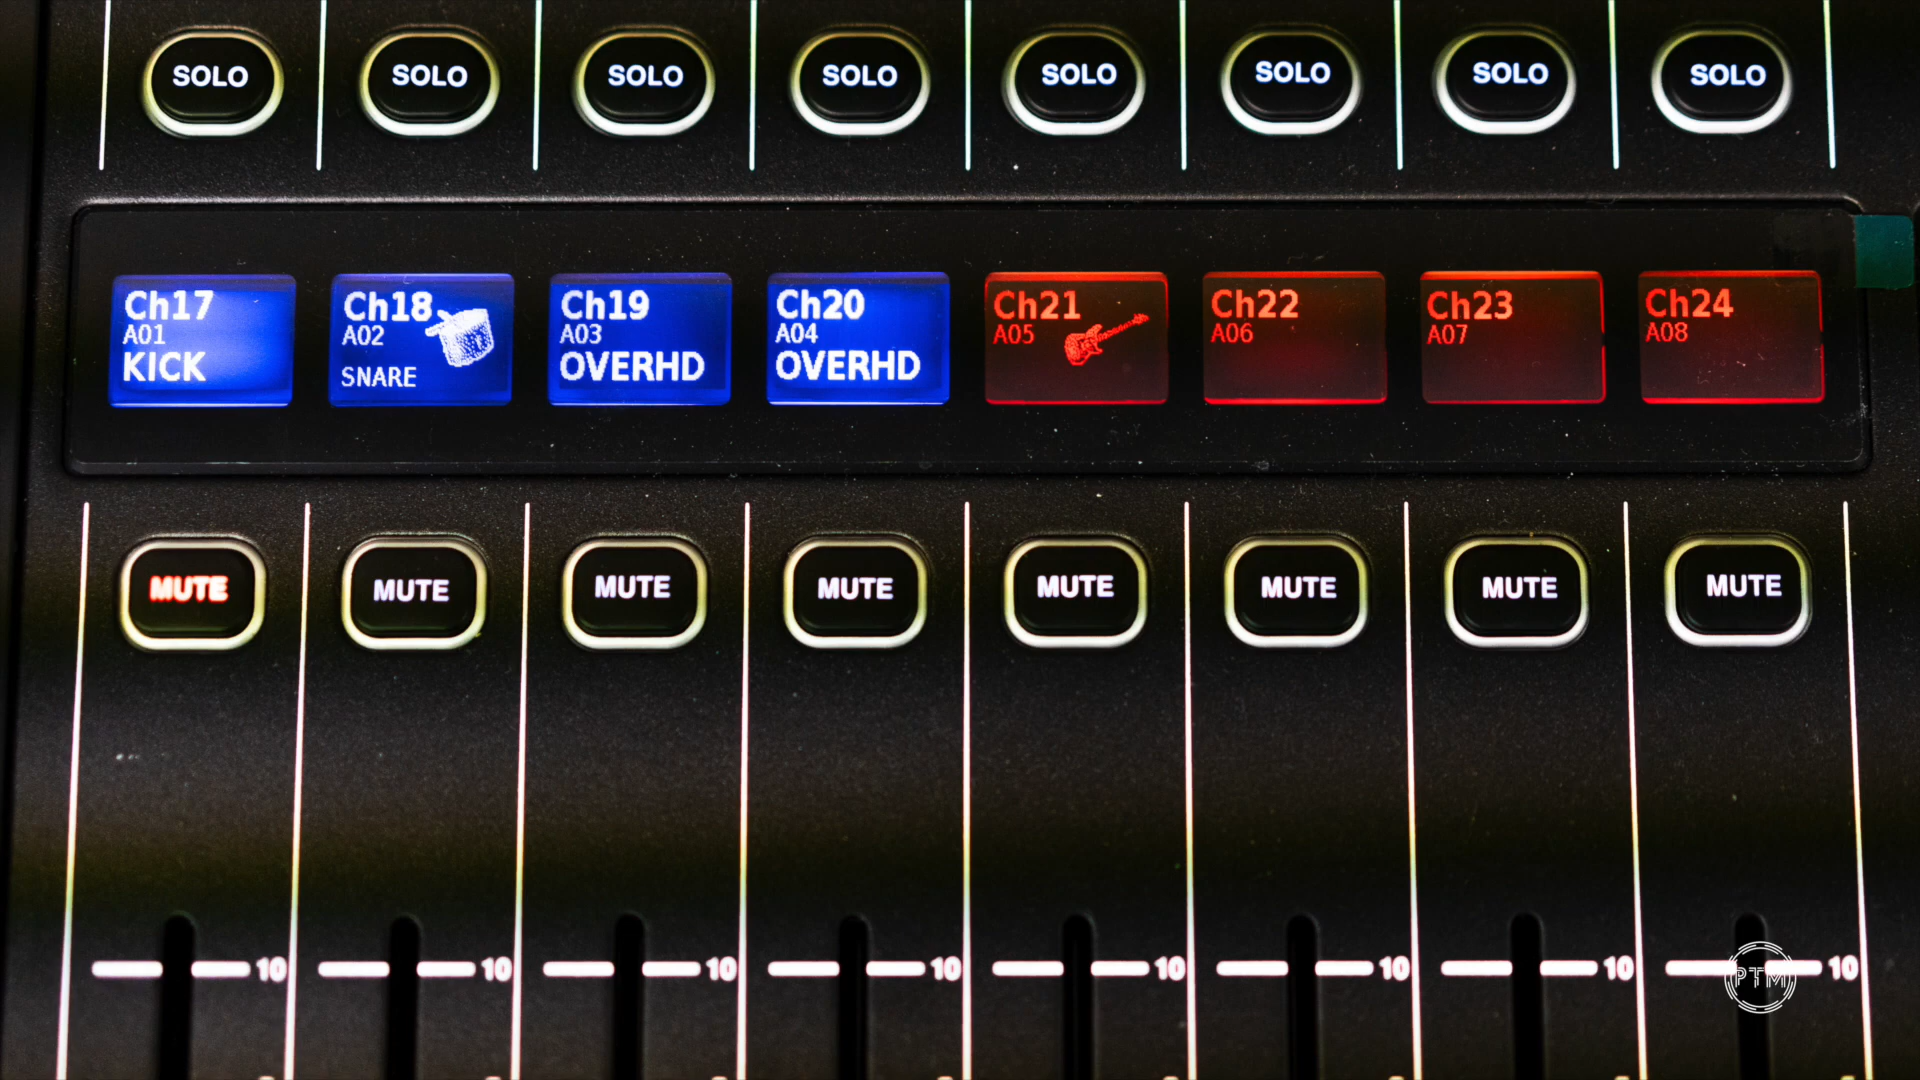 SOLO SOLO SOLO SOLO SOLO SOLO SOLO SOLO
Ch17 Ch18 Ch19 Ch20 Ch21 Ch22 Ch23 Ch24
A01 A02 A03 A04 A05 A06 A07 A08
KICK SNARE OVERHD OVERHD
MUTE MUTE MUTE MUTE MUTE MUTE MUTE MUTE
10 10 10 10 10 10 10 10
PTM